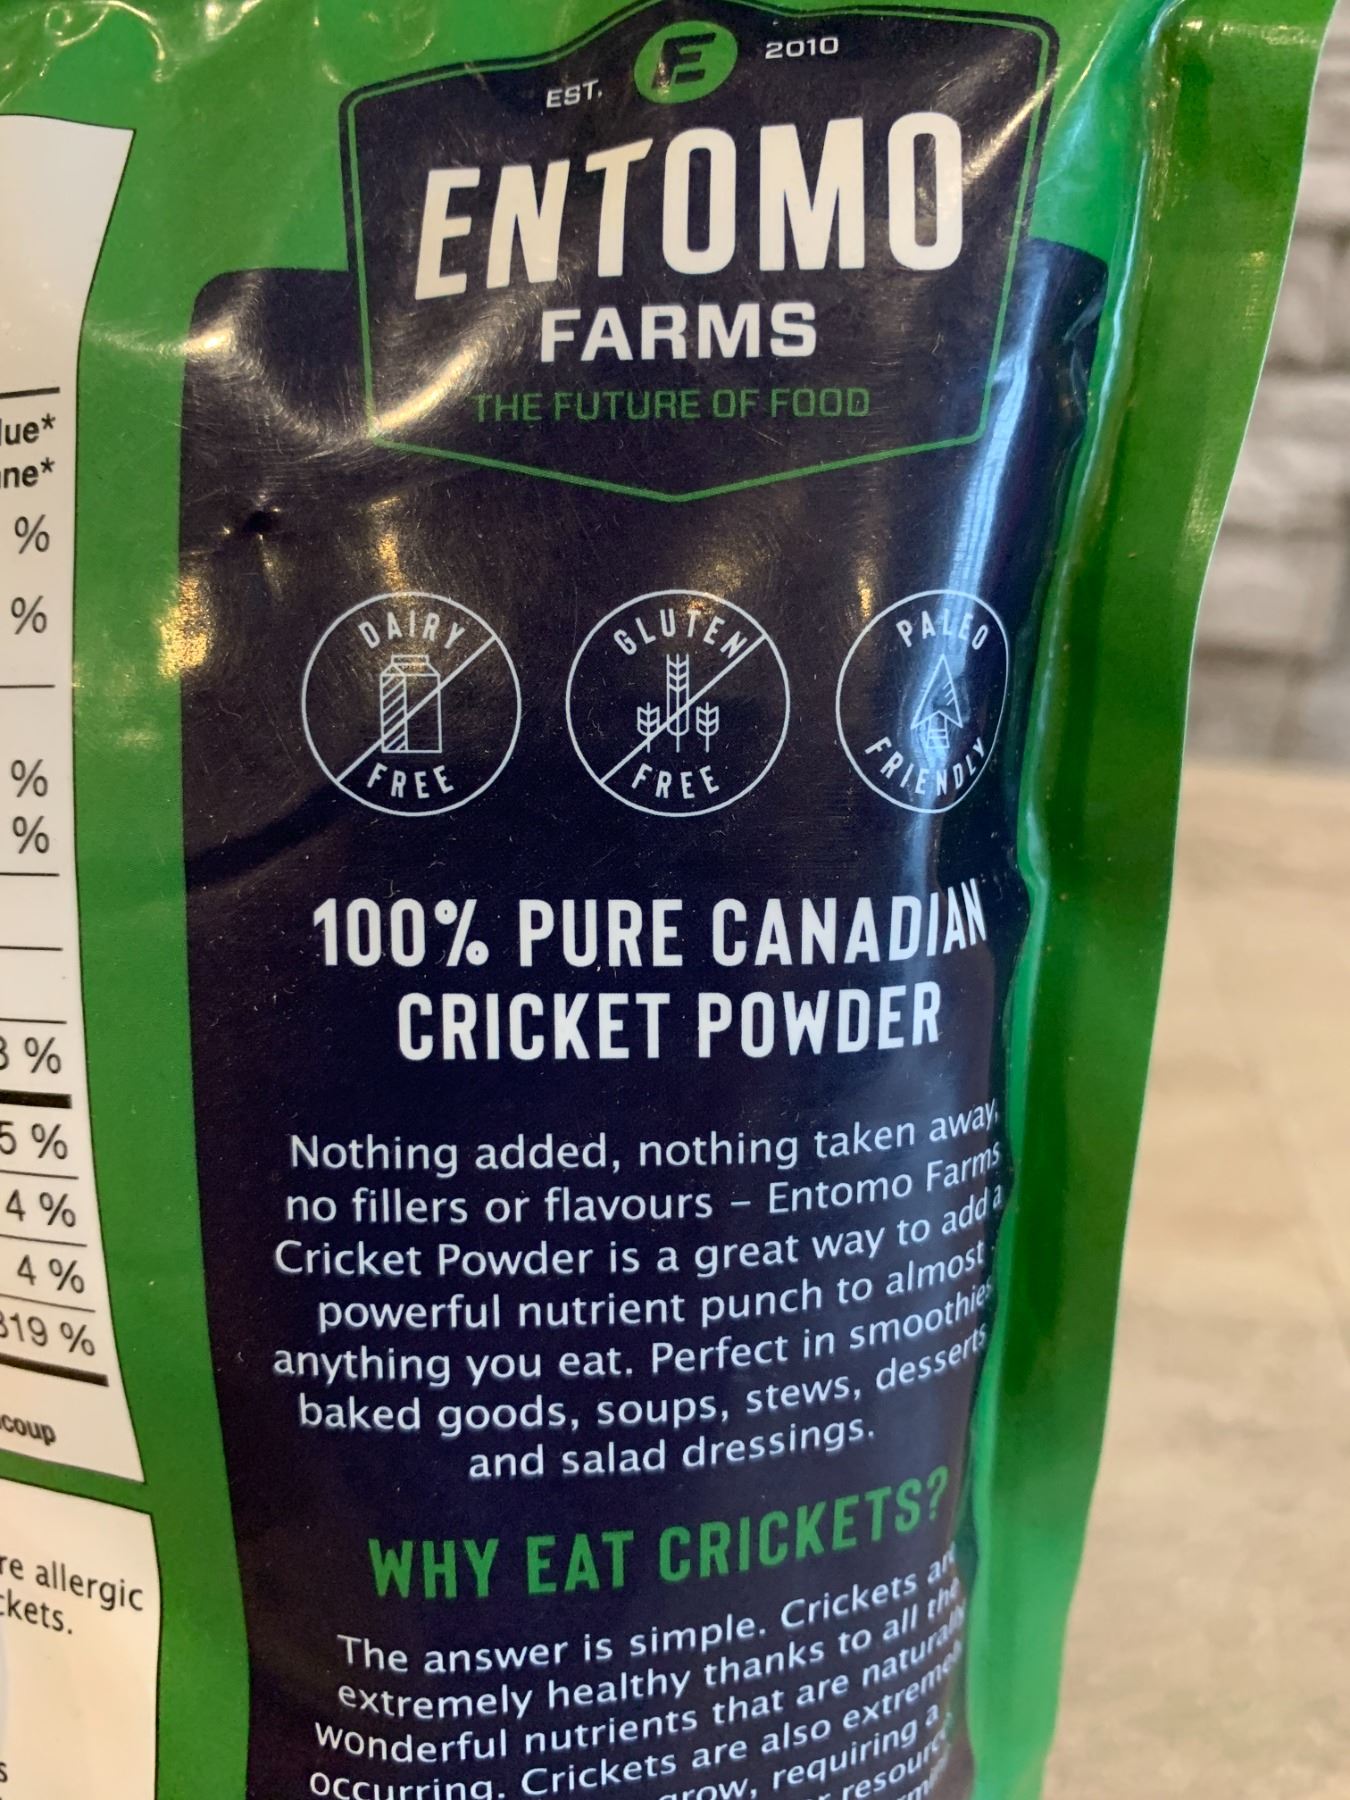 EST. E 2010
ENTOMO
FARMS
THE FUTURE OF FOOD
DAIRY FREE
GLUTEN FREE
PALEO FRIENDLY
100% PURE CANADIAN
CRICKET POWDER
Nothing added, nothing taken away,
no fillers or flavours – Entomo Farms
Cricket Powder is a great way to add a
powerful nutrient punch to almost
anything you eat. Perfect in smoothies
baked goods, soups, stews, desserts
and salad dressings.
WHY EAT CRICKETS?
The answer is simple. Crickets are
extremely healthy thanks to all the
wonderful nutrients that are naturally
occurring. Crickets are also extremely
grow, requiring a
%
%
%
%
%
5 %
4 %
4 %
319 %
allergic